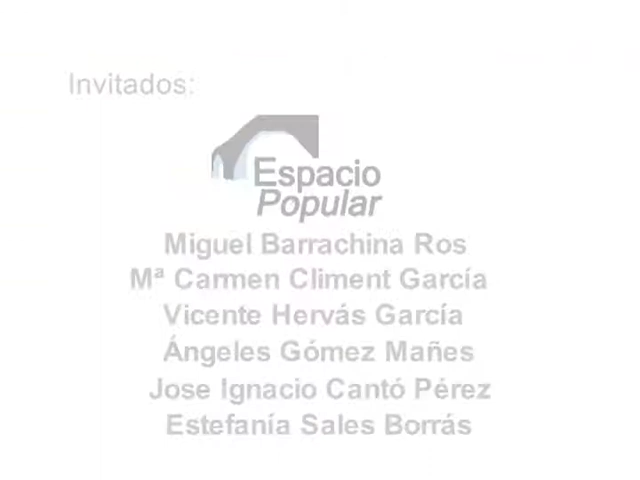 Invitados:
Espacio
Popular
Miguel Barrachina Ros
Mª Carmen Climent García
Vicente Hervás García
Ángeles Gómez Mañes
Jose Ignacio Cantó Pérez
Estefanía Sales Borrás